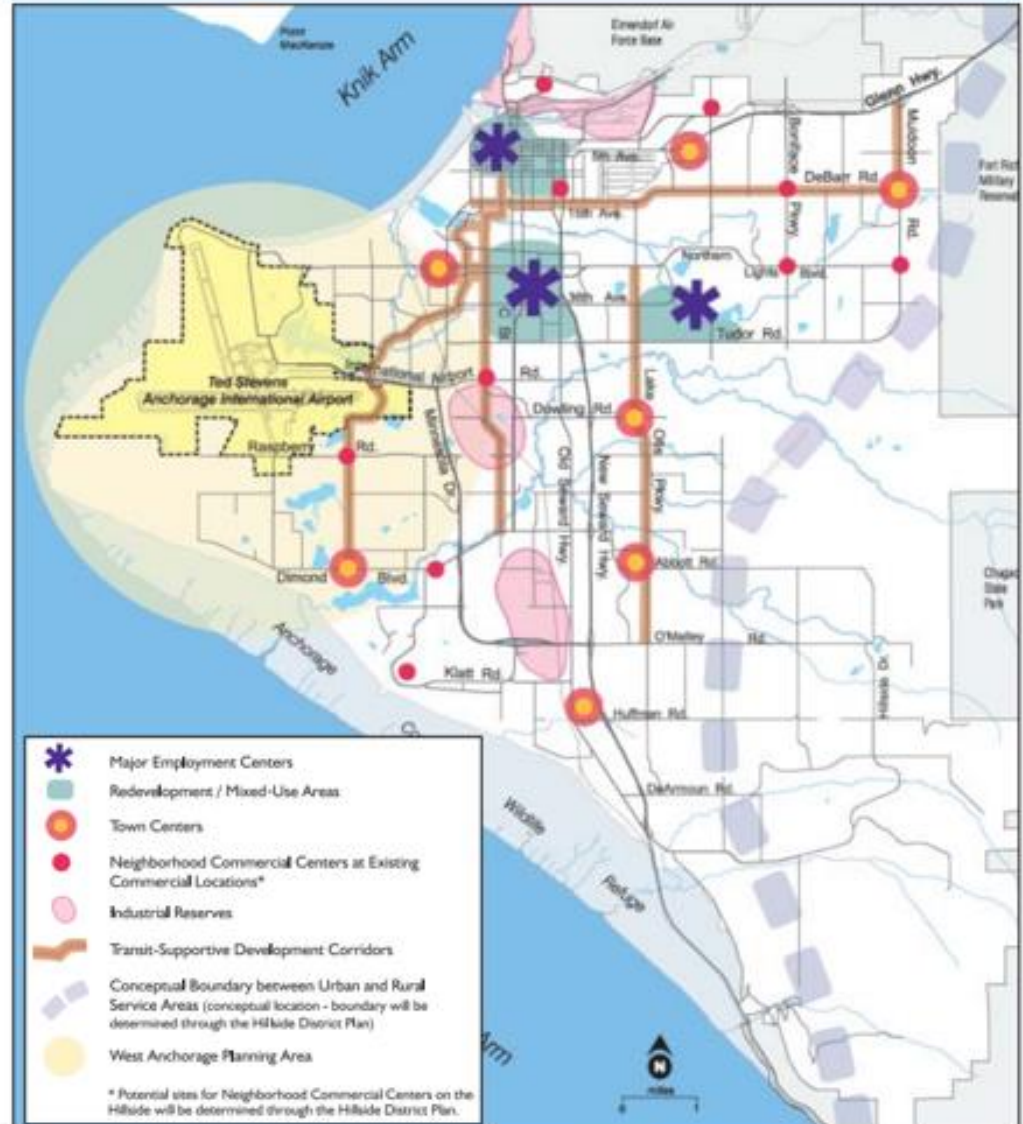 Point
MacKenzie
Knik Arm
Elmendorf Air
Force Base
Glenn Hwy.
Muldoon
Rd.
Boniface
Pkwy.
5th Ave.
DeBarr Rd.
15th Ave.
Fort Rich
Military
Reserve
Northern
Lights Blvd.
36th Ave.
Tudor Rd.
C St.
International Airport Rd.
Ted Stevens
Anchorage International Airport
Raspberry Rd.
Minnesota Dr.
Dowling Rd.
Lake
Otis
Pkwy.
Old Seward Hwy.
New Seward Hwy.
Dimond Blvd.
Abbott Rd.
Chugach
State
Park
O'Malley Rd.
Anchorage
Klatt Rd.
Hillside Dr.
Huffman Rd.
DeArmoun Rd.
Wildlife
Refuge
Arm
Major Employment Centers
Redevelopment / Mixed-Use Areas
Town Centers
Neighborhood Commercial Centers at Existing
Commercial Locations*
Industrial Reserves
Transit-Supportive Development Corridors
Conceptual Boundary between Urban and Rural
Service Areas (conceptual location - boundary will be
determined through the Hillside District Plan)
West Anchorage Planning Area
* Potential sites for Neighborhood Commercial Centers on the
Hillside will be determined through the Hillside District Plan.
N
miles
0 1